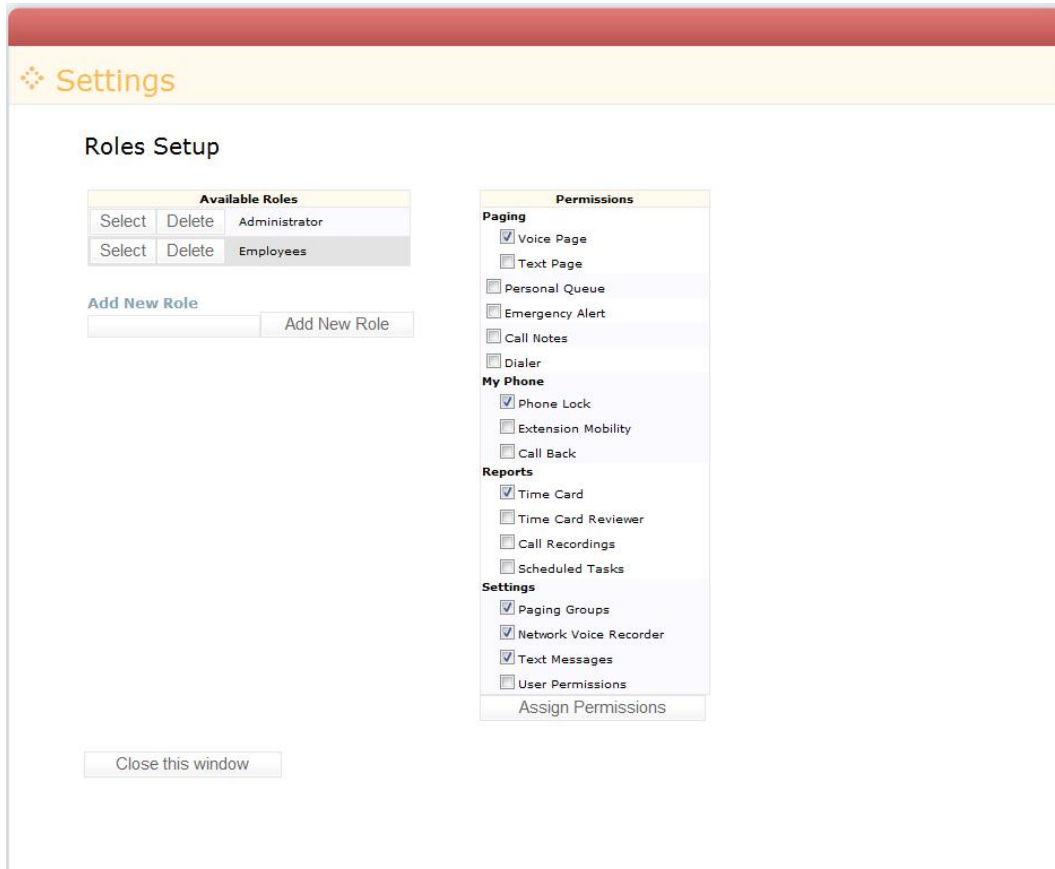 Settings
Roles Setup
Available Roles
Select Delete Administrator
Select Delete Employees
Add New Role
Add New Role
Permissions
Paging
Voice Page
Text Page
Personal Queue
Emergency Alert
Call Notes
Dialer
My Phone
Phone Lock
Extension Mobility
Call Back
Reports
Time Card
Time Card Reviewer
Call Recordings
Scheduled Tasks
Settings
Paging Groups
Network Voice Recorder
Text Messages
User Permissions
Assign Permissions
Close this window